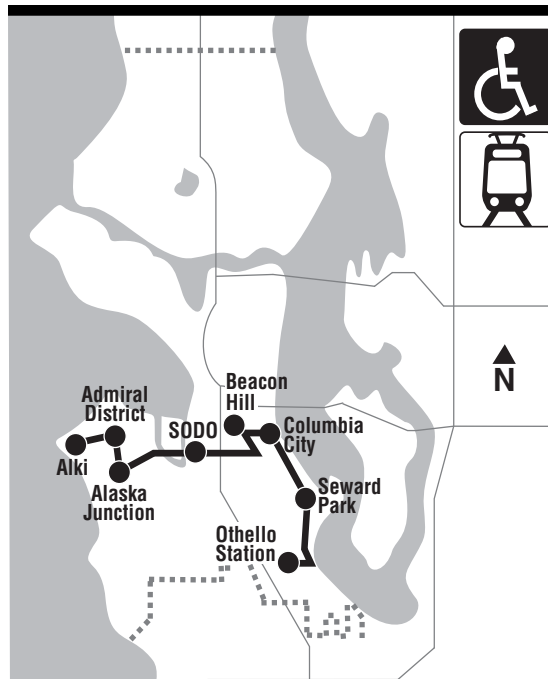 N
Beacon
Hill
Admiral
District
SODO
Columbia
City
Alki
Alaska
Junction
Seward
Park
Othello
Station